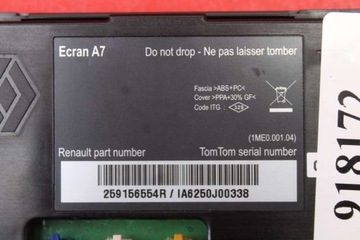 Ecran A7
Do not drop - Ne pas laisser tomber
Fascia >ABS+PC<
Cover >PPA+30% GF<
Code ITG :
(1ME0.001.04)
Renault part number
TomTom serial number
259156554R / IA6250J00338
918172